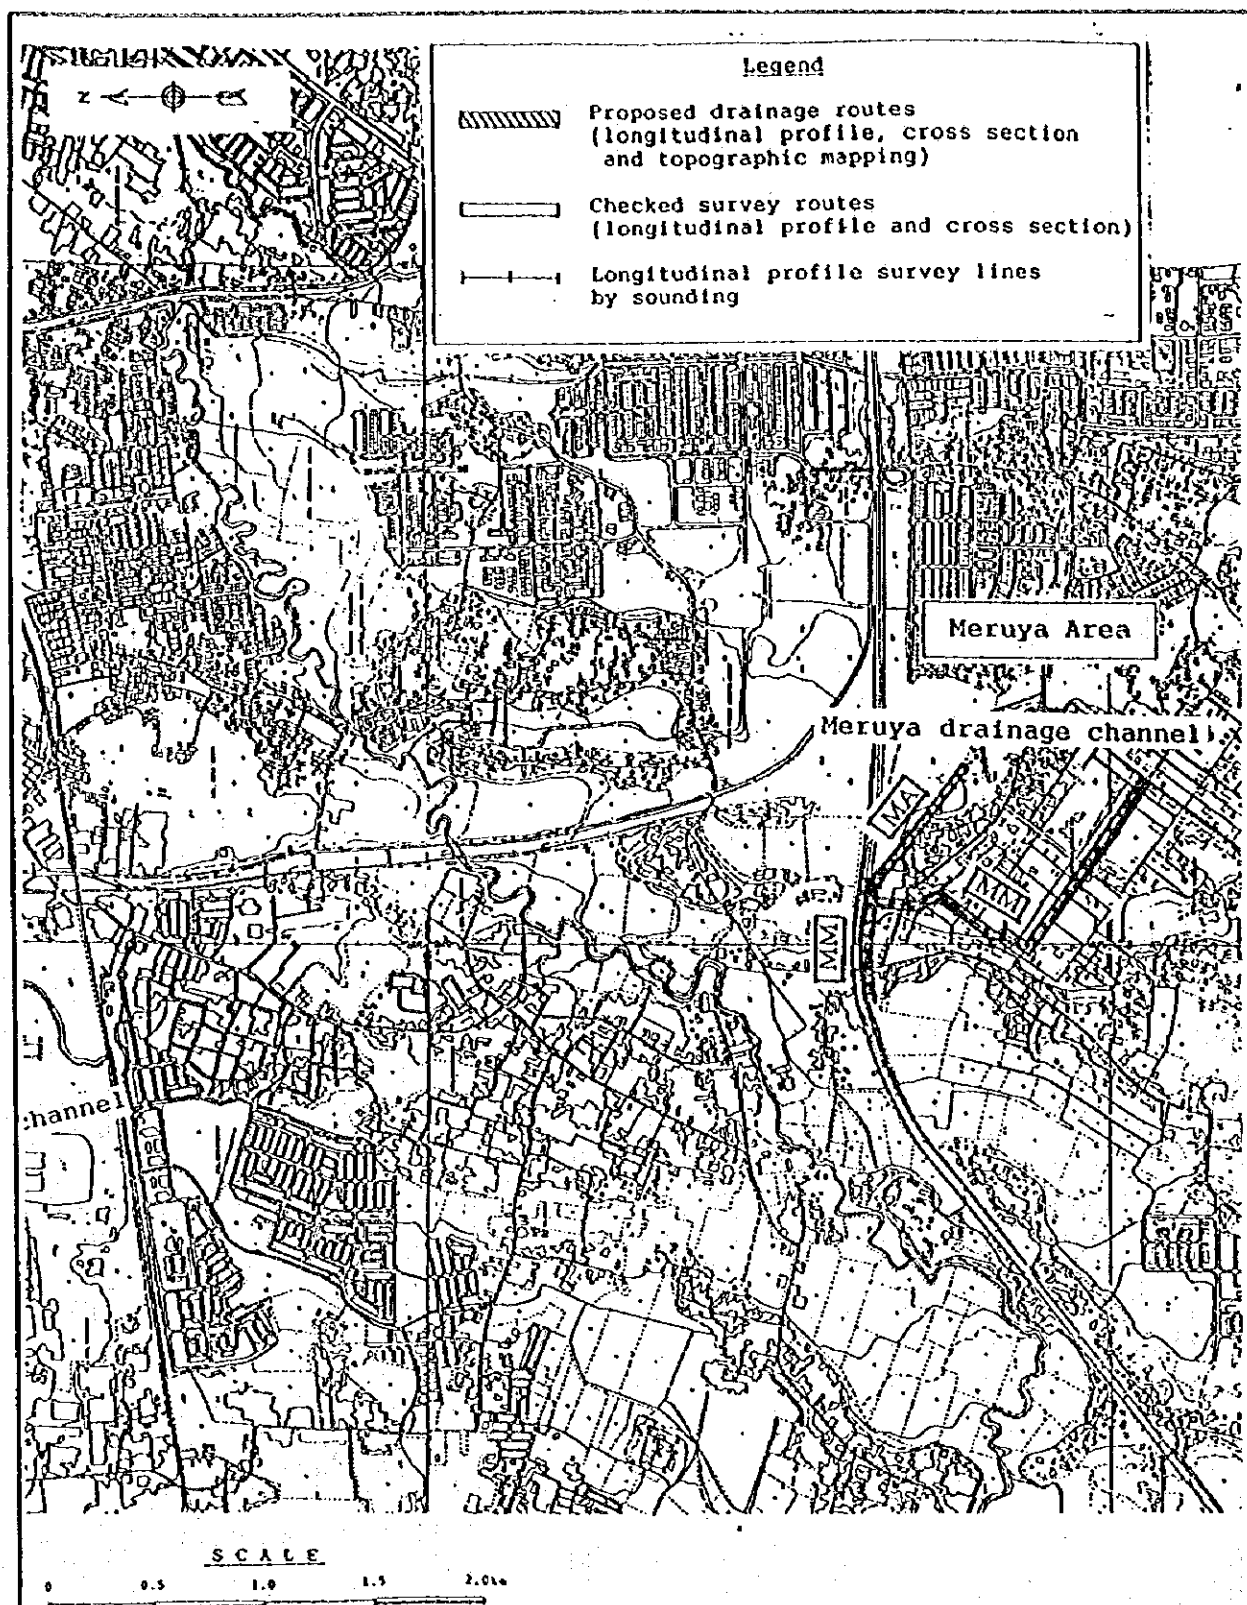 Legend
N
Proposed drainage routes
(longitudinal profile, cross section
and topographic mapping)
Checked survey routes
(longitudinal profile and cross section)
Longitudinal profile survey lines
by sounding
Meruya Area
Meruya drainage channel
MA
MM
MM
channel
SCALE
0 0.5 1.0 1.5 2.0km